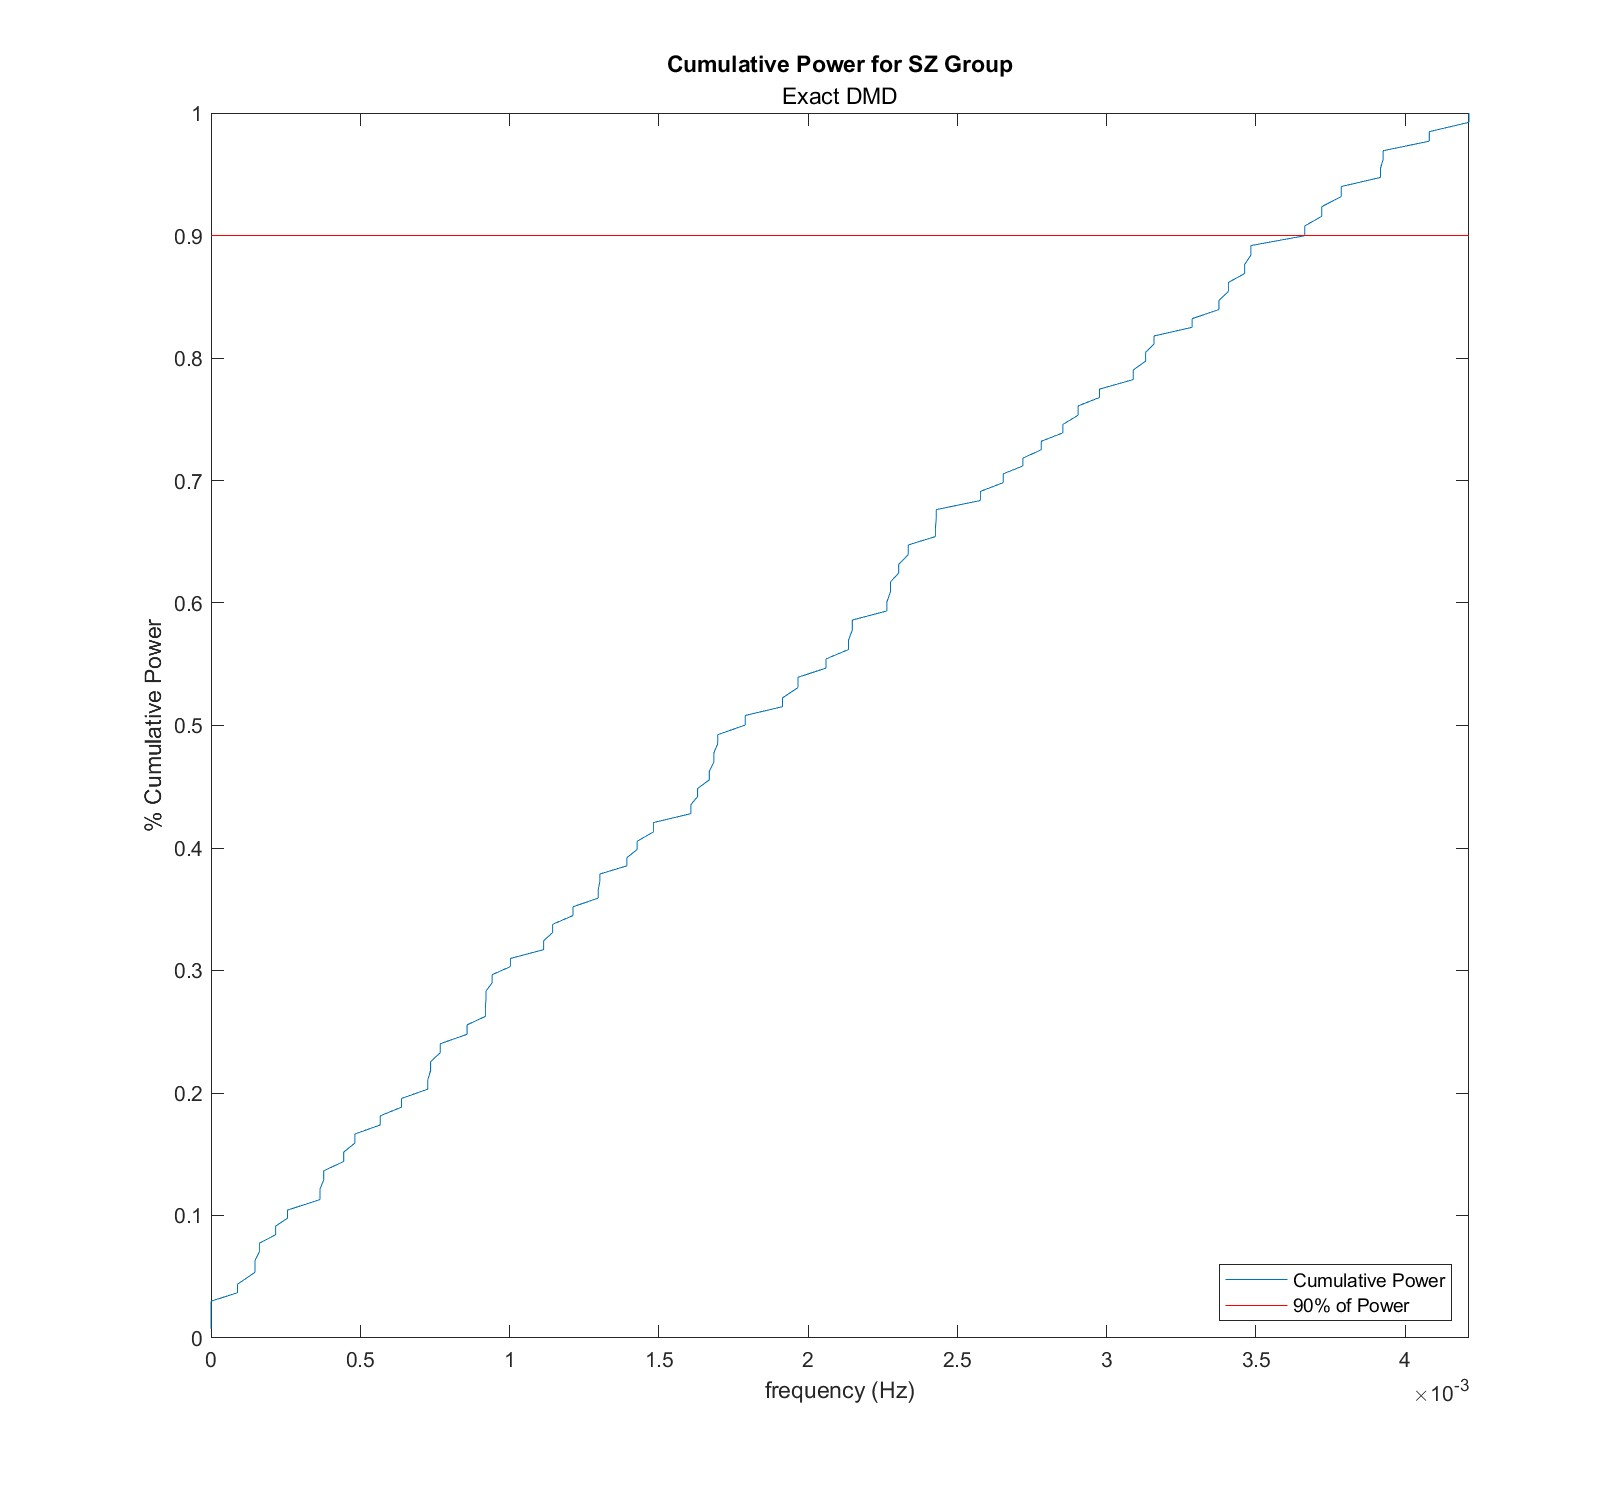 Cumulative Power for SZ Group
Exact DMD
1
0.9
0.8
0.7
0.6
0.5
0.4
0.3
0.2
0.1
0
% Cumulative Power
0 0.5 1 1.5 2 2.5 3 3.5 4
×10-3
frequency (Hz)
Cumulative Power
90% of Power